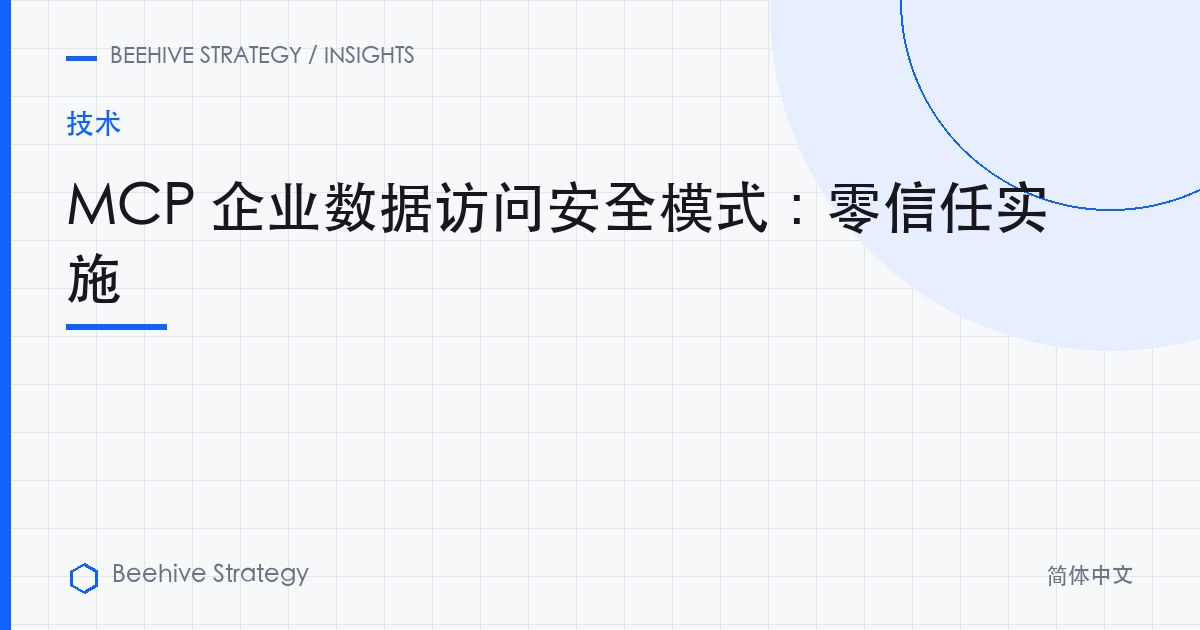 BEEHIVE STRATEGY / INSIGHTS
技术
MCP 企业数据访问安全模式：零信任实
施
Beehive Strategy
简体中文